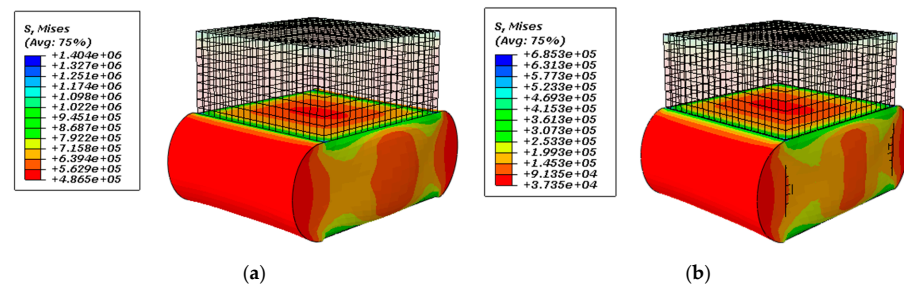 S, Mises
(Avg: 75%)
+1.404e+06
+1.327e+06
+1.251e+06
+1.174e+06
+1.098e+06
+1.022e+06
+9.451e+05
+8.687e+05
+7.922e+05
+7.158e+05
+6.394e+05
+5.629e+05
+4.865e+05
(a)
S, Mises
(Avg: 75%)
+6.853e+05
+6.313e+05
+5.773e+05
+5.233e+05
+4.693e+05
+4.153e+05
+3.613e+05
+3.073e+05
+2.533e+05
+1.993e+05
+1.453e+05
+9.135e+04
+3.735e+04
(b)